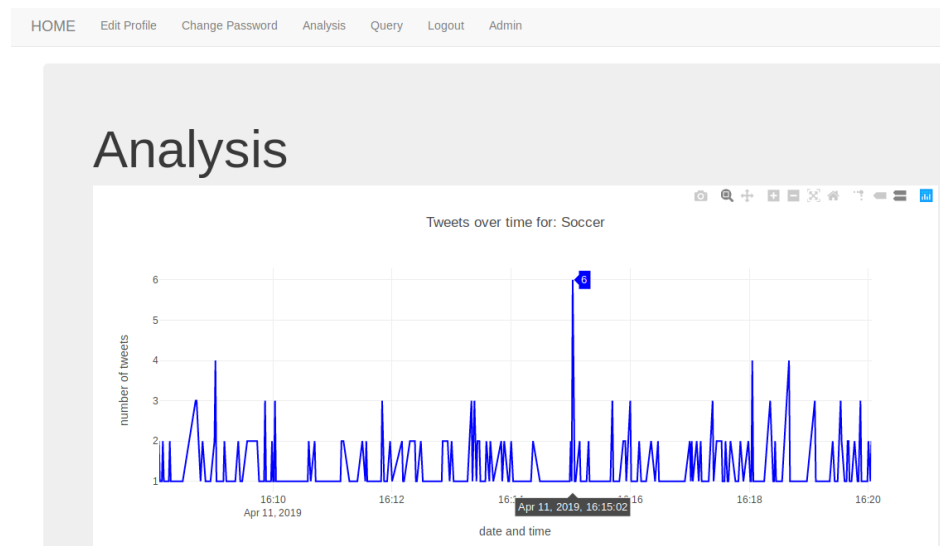 HOME Edit Profile Change Password Analysis Query Logout Admin
Analysis
Tweets over time for: Soccer
number of tweets
6
6
5
4
3
2
1
16:10 16:12 16:16 16:18 16:20
Apr 11, 2019
Apr 11, 2019, 16:15:02
date and time